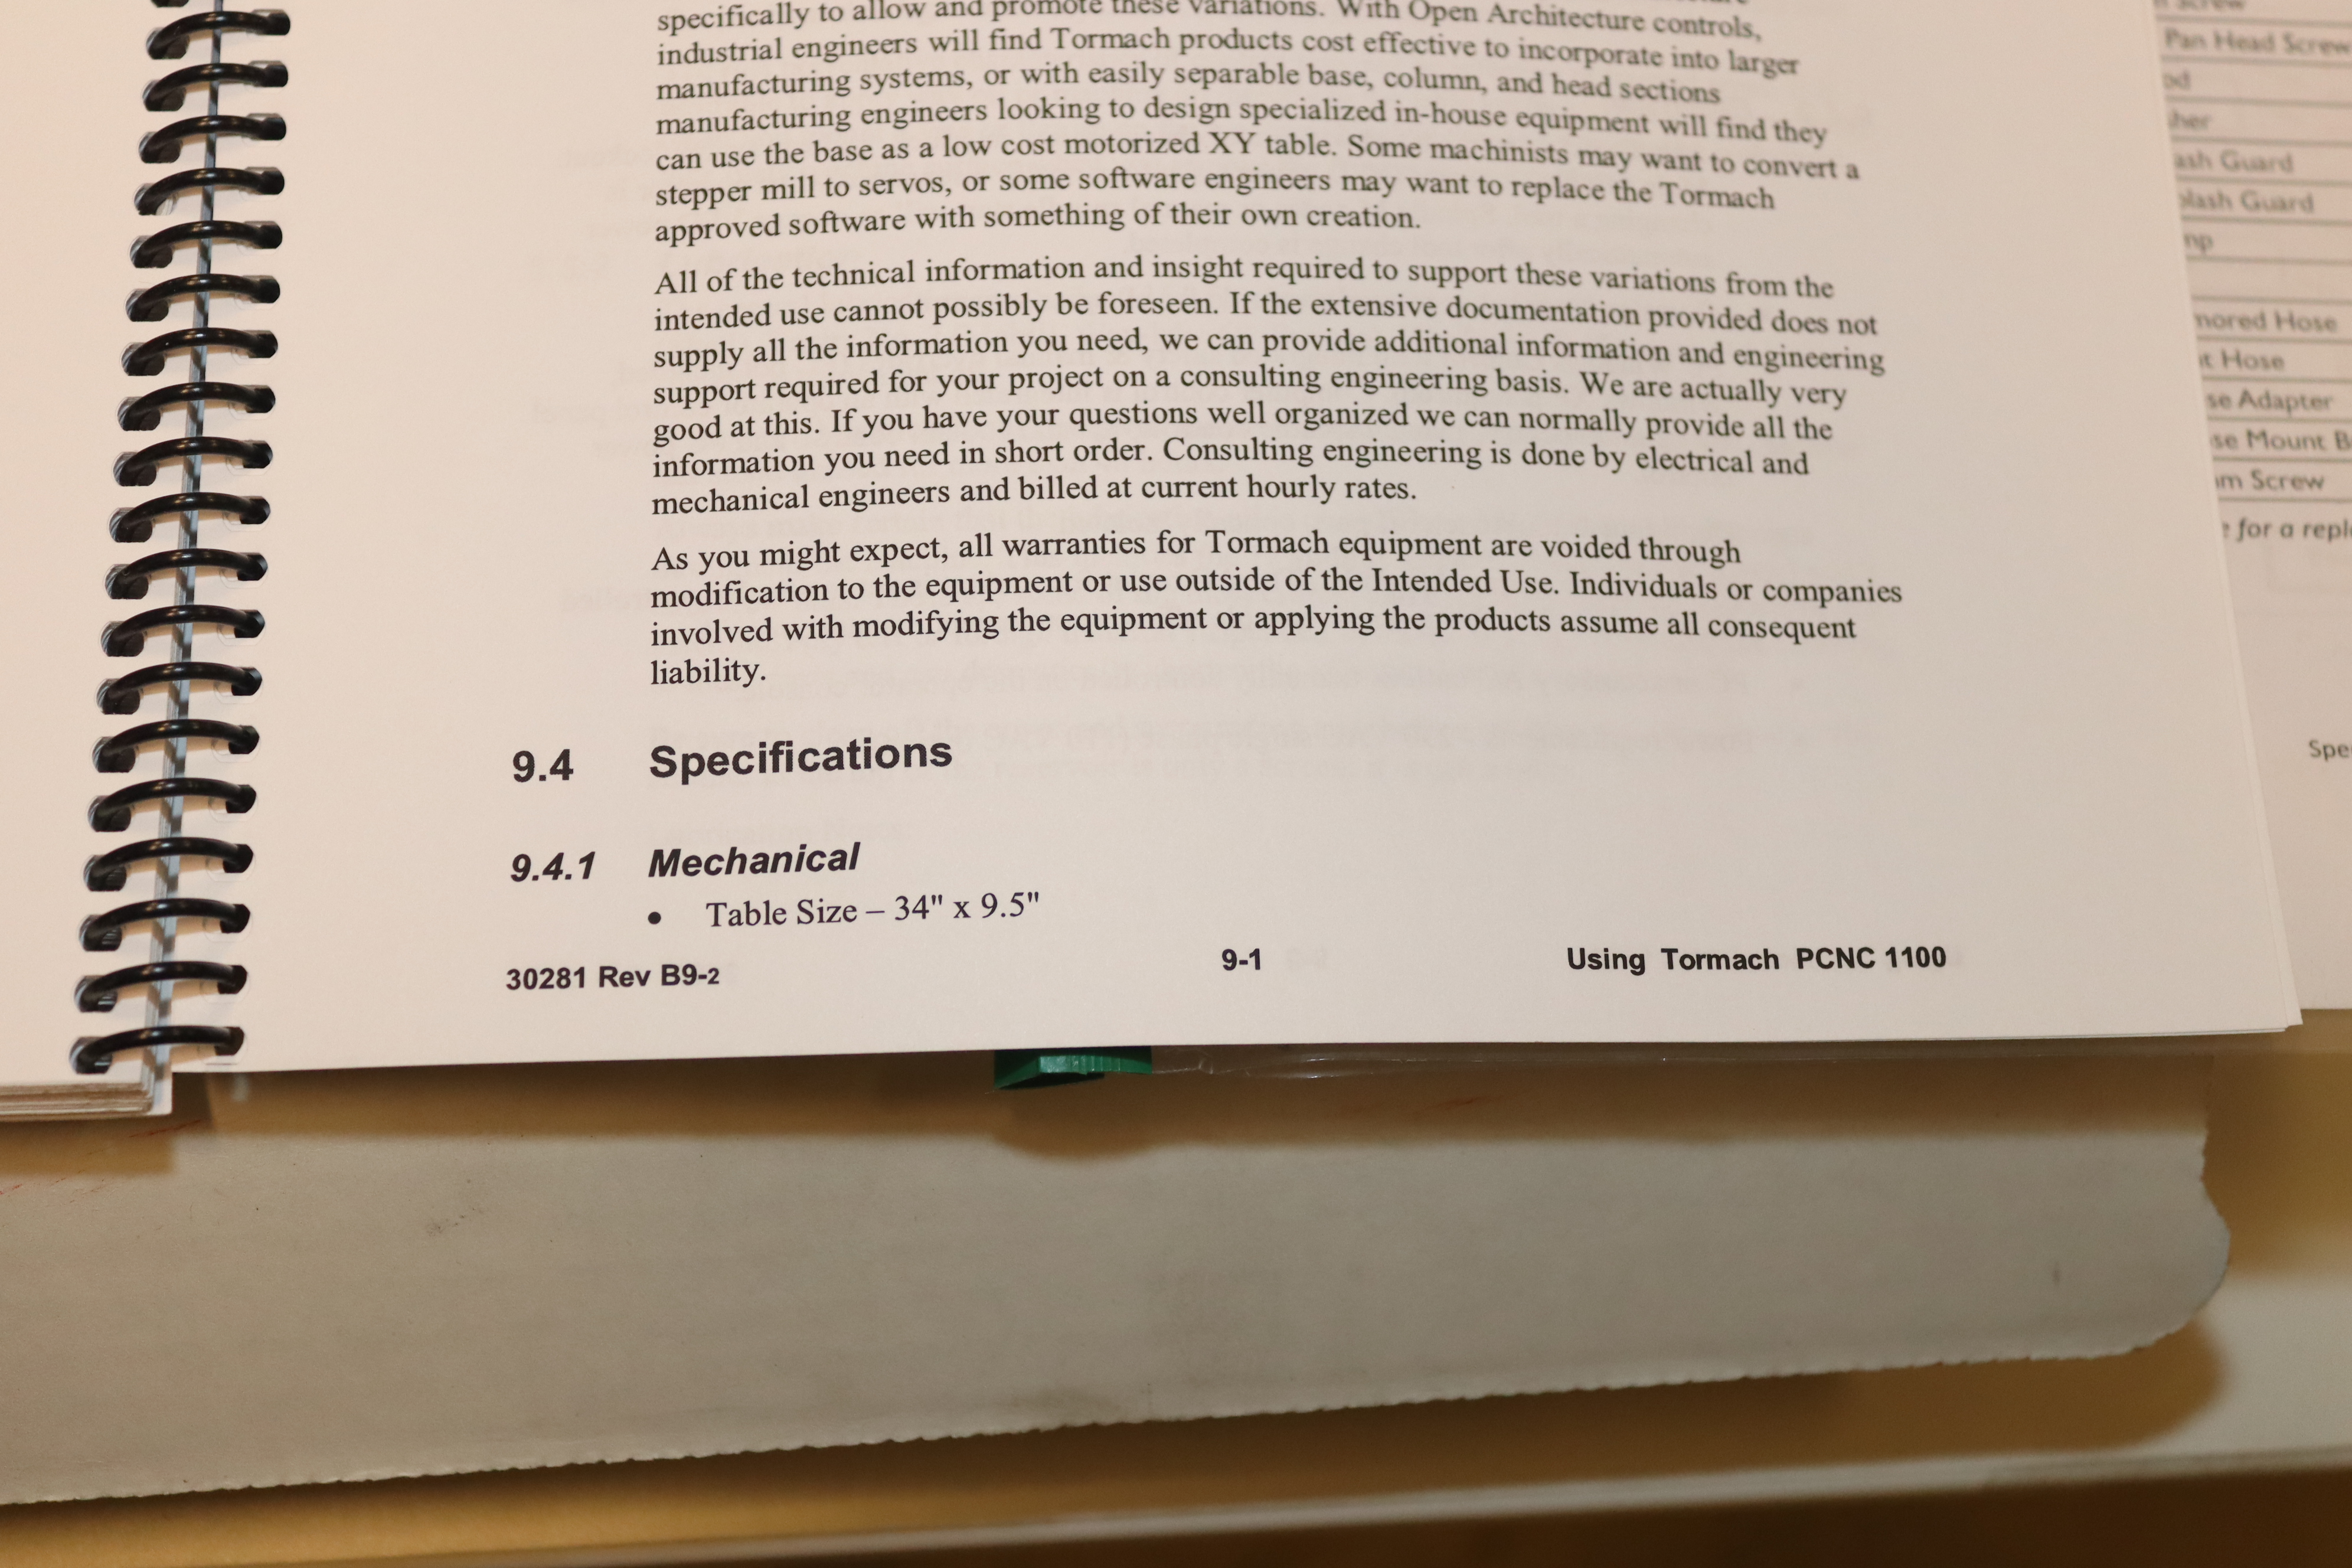 specifically to allow and promote these variations. With Open Architecture controls,
industrial engineers will find Tormach products cost effective to incorporate into larger
manufacturing systems, or with easily separable base, column, and head sections
manufacturing engineers looking to design specialized in-house equipment will find they
can use the base as a low cost motorized XY table. Some machinists may want to convert a
stepper mill to servos, or some software engineers may want to replace the Tormach
approved software with something of their own creation.
All of the technical information and insight required to support these variations from the
intended use cannot possibly be foreseen. If the extensive documentation provided does not
supply all the information you need, we can provide additional information and engineering
support required for your project on a consulting engineering basis. We are actually very
good at this. If you have your questions well organized we can normally provide all the
information you need in short order. Consulting engineering is done by electrical and
mechanical engineers and billed at current hourly rates.
As you might expect, all warranties for Tormach equipment are voided through
modification to the equipment or use outside of the Intended Use. Individuals or companies
involved with modifying the equipment or applying the products assume all consequent
liability.
9.4 Specifications
9.4.1 Mechanical
• Table Size – 34" x 9.5"
30281 Rev B9-2 9-1 Using Tormach PCNC 1100
Screw
Pan Head Screw
Guard
Guard
Hose
Hose
Adapter
Mount
Screw
for a